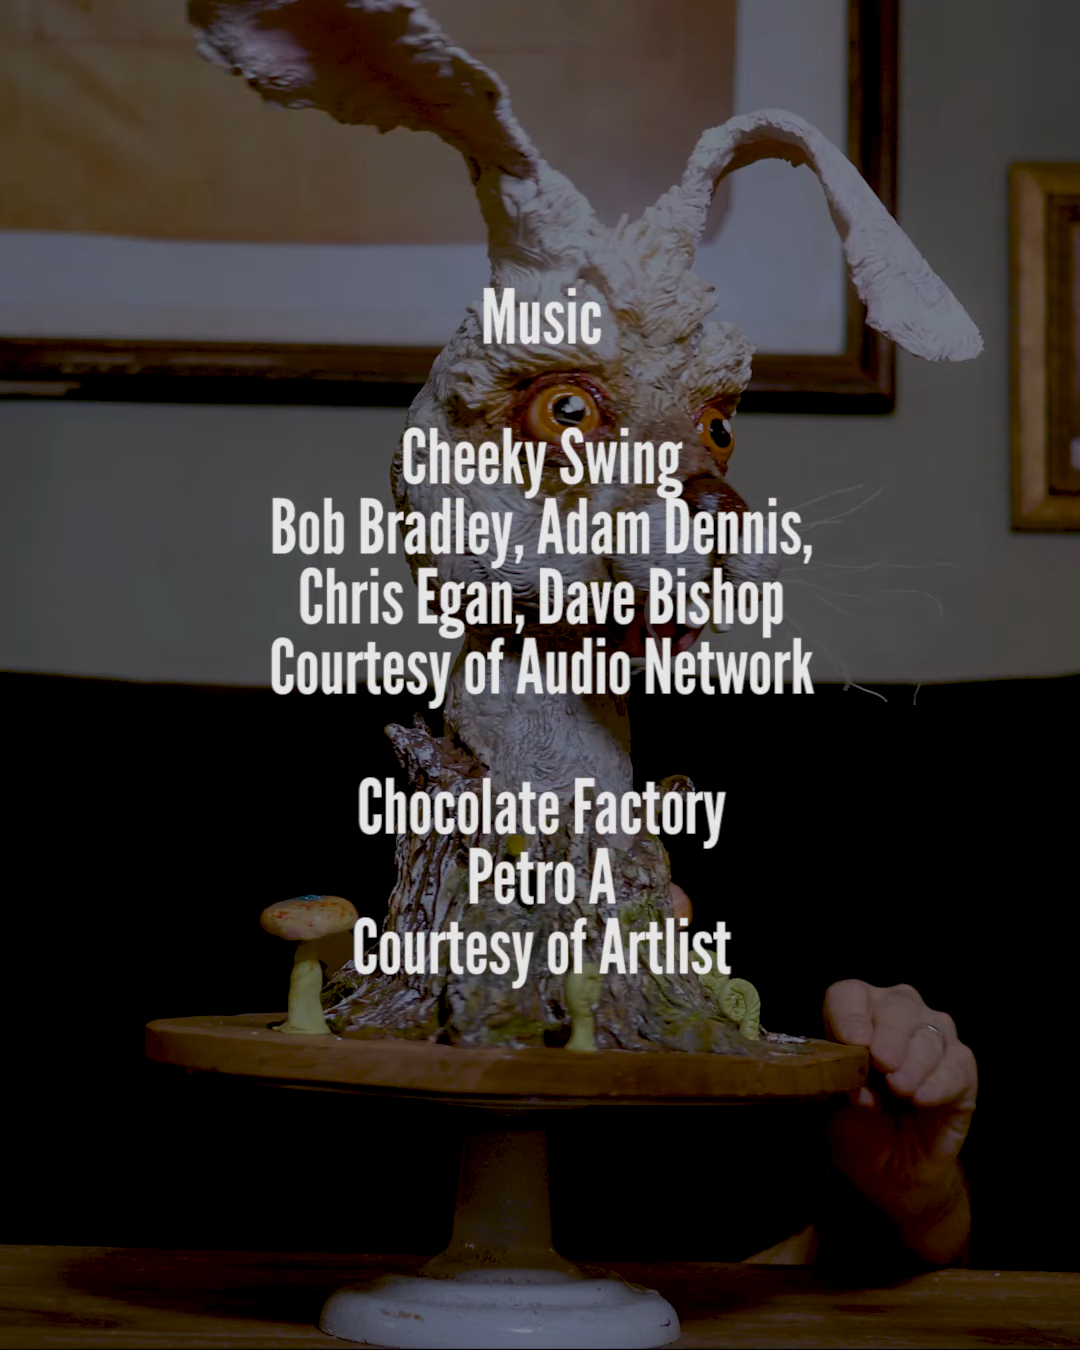 Music
Cheeky Swing
Bob Bradley, Adam Dennis,
Chris Egan, Dave Bishop
Courtesy of Audio Network
Chocolate Factory
Petro A
Courtesy of Artlist